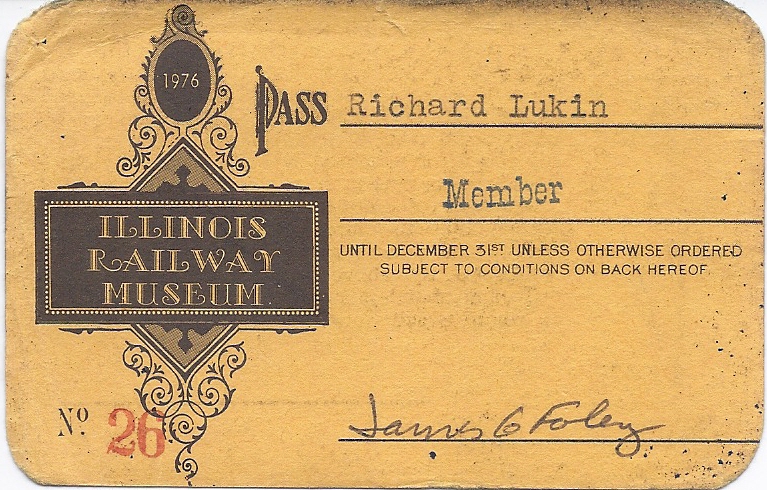 1976
PASS Richard Lukin
Member
ILLINOIS
RAILWAY
MUSEUM
UNTIL DECEMBER 31ST UNLESS OTHERWISE ORDERED
SUBJECT TO CONDITIONS ON BACK HEREOF
Nº 26
James G Foley